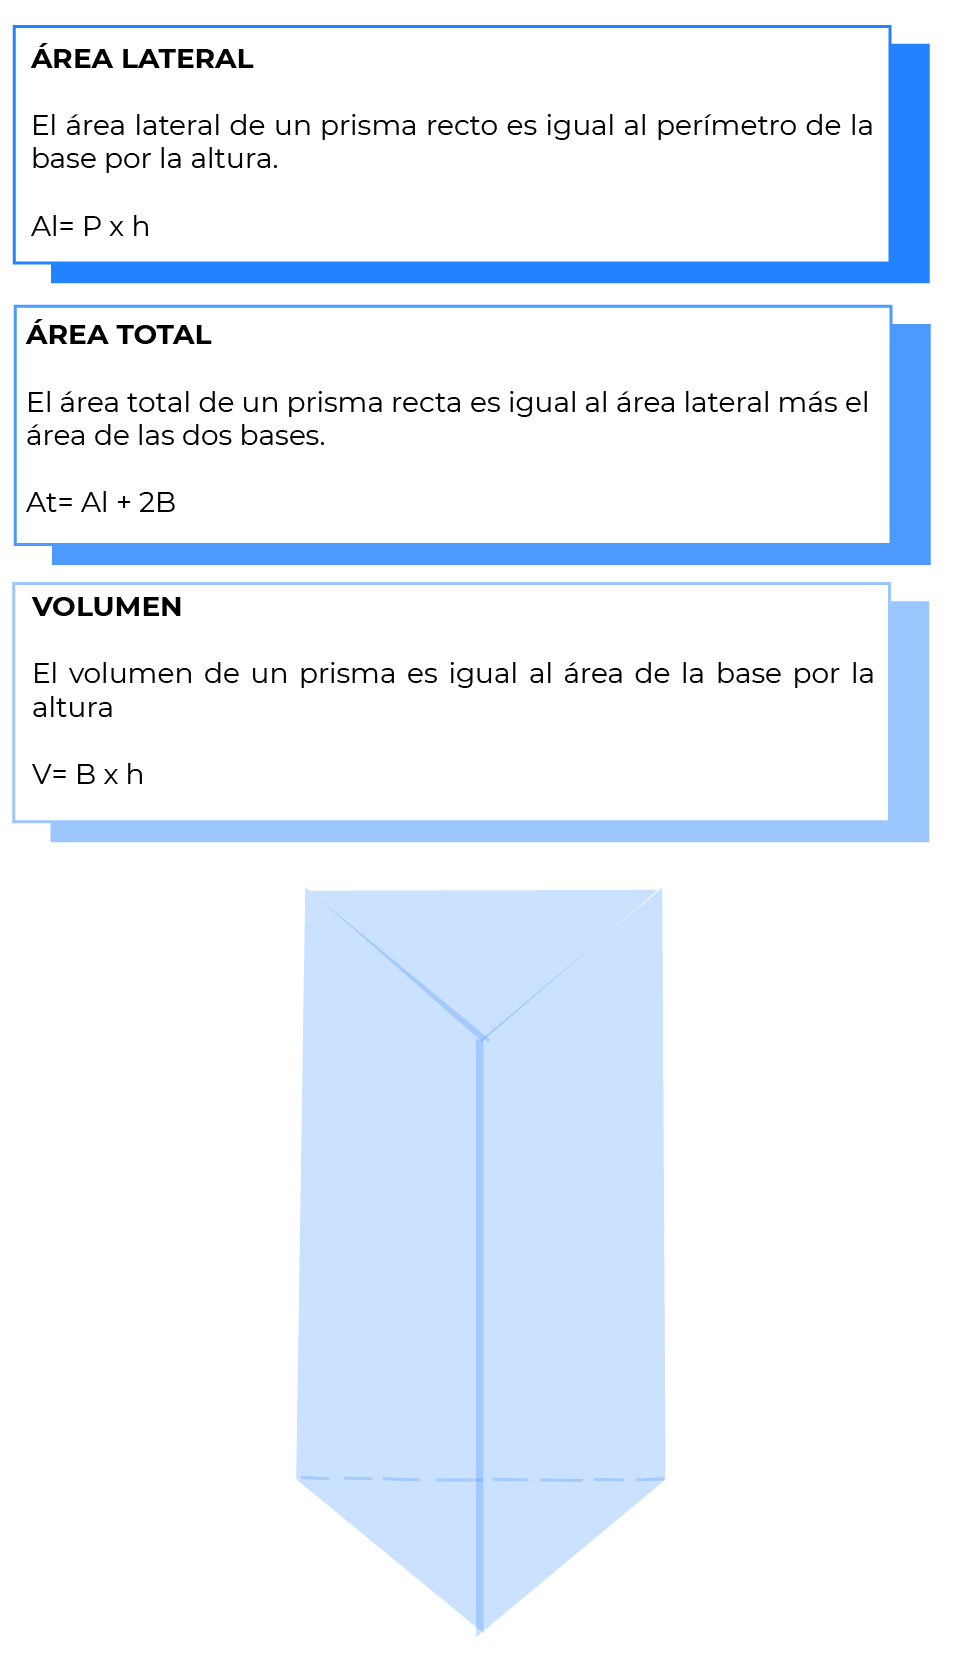 ÁREA LATERAL
El área lateral de un prisma recto es igual al perímetro de la
base por la altura.
Al= P x h
ÁREA TOTAL
El área total de un prisma recta es igual al área lateral más el
área de las dos bases.
At= Al + 2B
VOLUMEN
El volumen de un prisma es igual al área de la base por la
altura
V= B x h